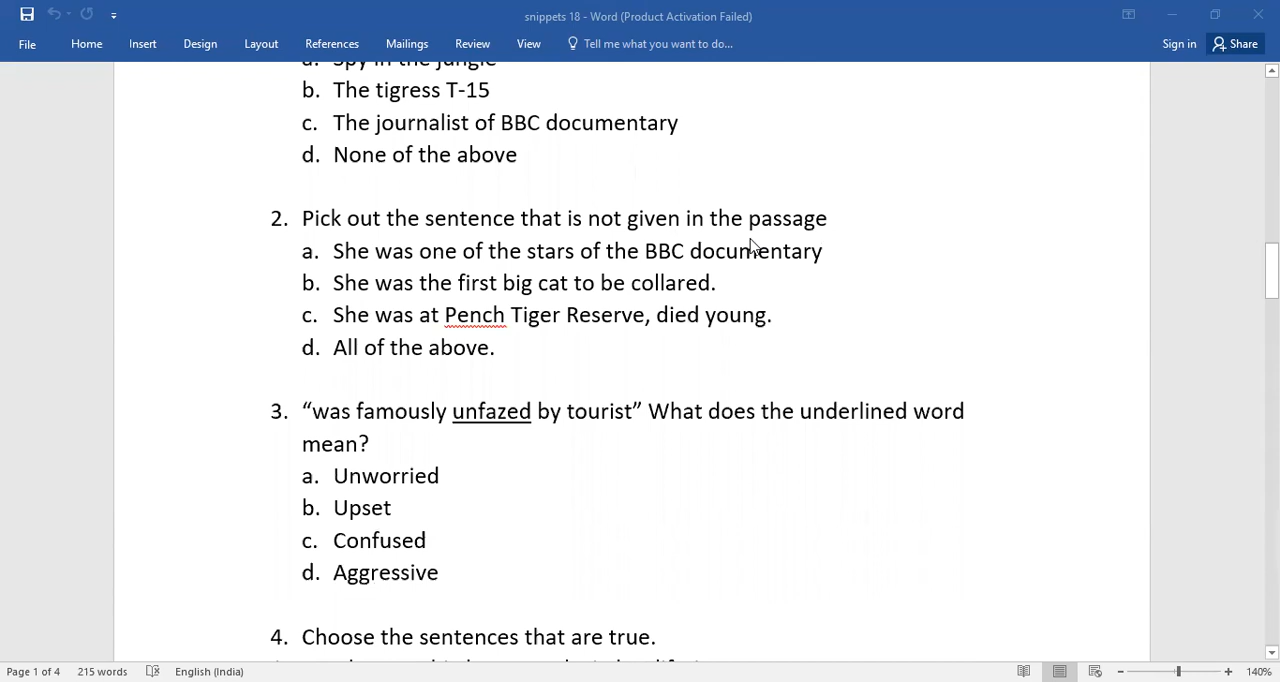 snippets 18 - Word (Product Activation Failed)
File Home Insert Design Layout References Mailings Review View Tell me what you want to do... Sign in Share
b. The tigress T-15
c. The journalist of BBC documentary
d. None of the above
2. Pick out the sentence that is not given in the passage
a. She was one of the stars of the BBC documentary
b. She was the first big cat to be collared.
c. She was at Pench Tiger Reserve, died young.
d. All of the above.
3. “was famously unfazed by tourist” What does the underlined word
mean?
a. Unworried
b. Upset
c. Confused
d. Aggressive
4. Choose the sentences that are true.
Page 1 of 4 215 words English (India) 140%